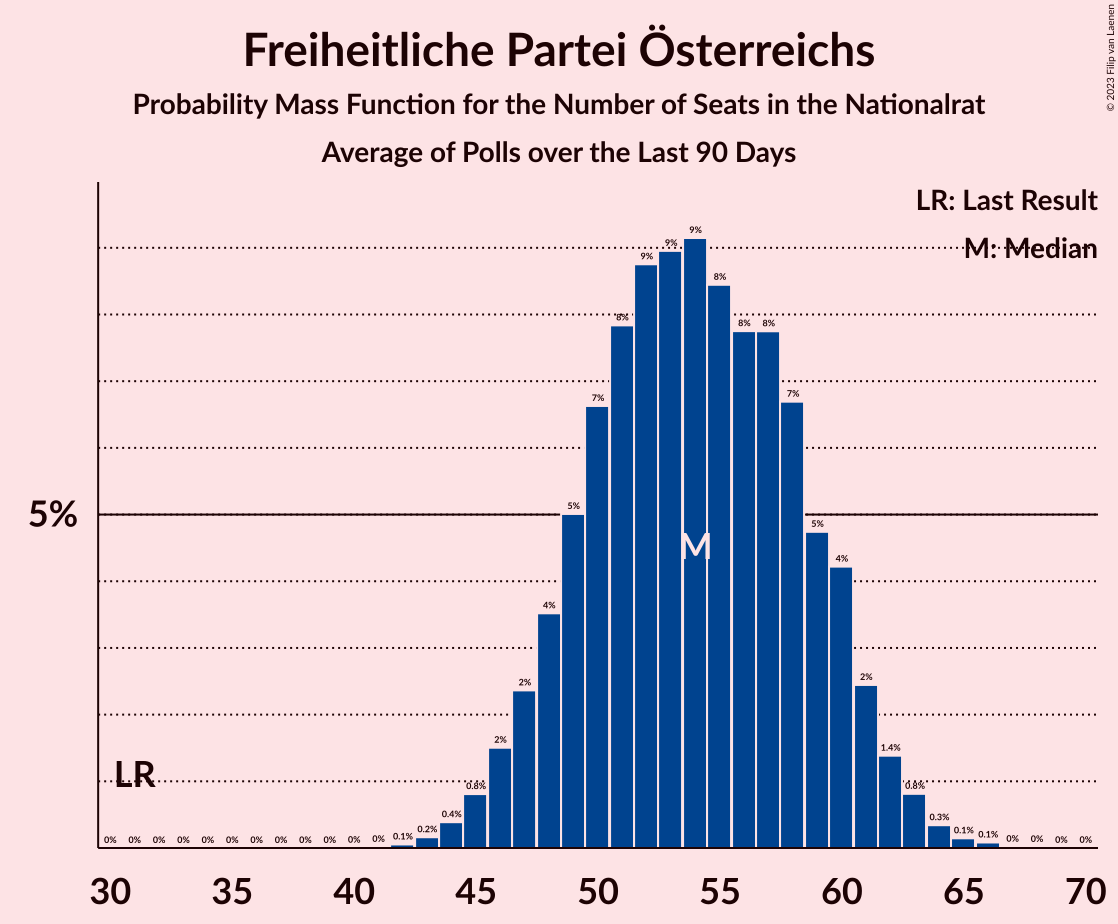 Freiheitliche Partei Österreichs
Probability Mass Function for the Number of Seats in the Nationalrat
Average of Polls over the Last 90 Days
© 2023 Filip van Laenen
LR: Last Result
M: Median
5%
LR
M
0% 0% 0% 0% 0% 0% 0% 0% 0% 0% 0% 0% 0.1% 0.2% 0.4% 0.8% 2% 2% 4% 5% 7% 8% 9% 9% 9% 8% 8% 8% 7% 5% 4% 2% 1.4% 0.8% 0.3% 0.1% 0.1% 0% 0% 0% 0%
30 35 40 45 50 55 60 65 70